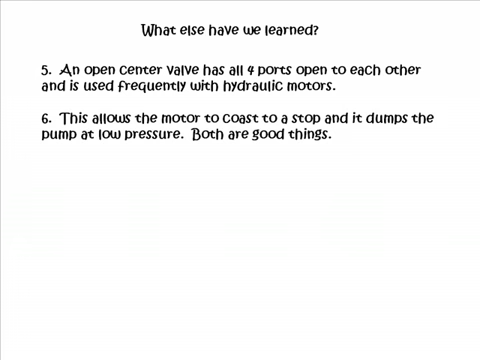 What else have we learned?
5. An open center valve has all 4 ports open to each other
and is used frequently with hydraulic motors.
6. This allows the motor to coast to a stop and it dumps the
pump at low pressure. Both are good things.